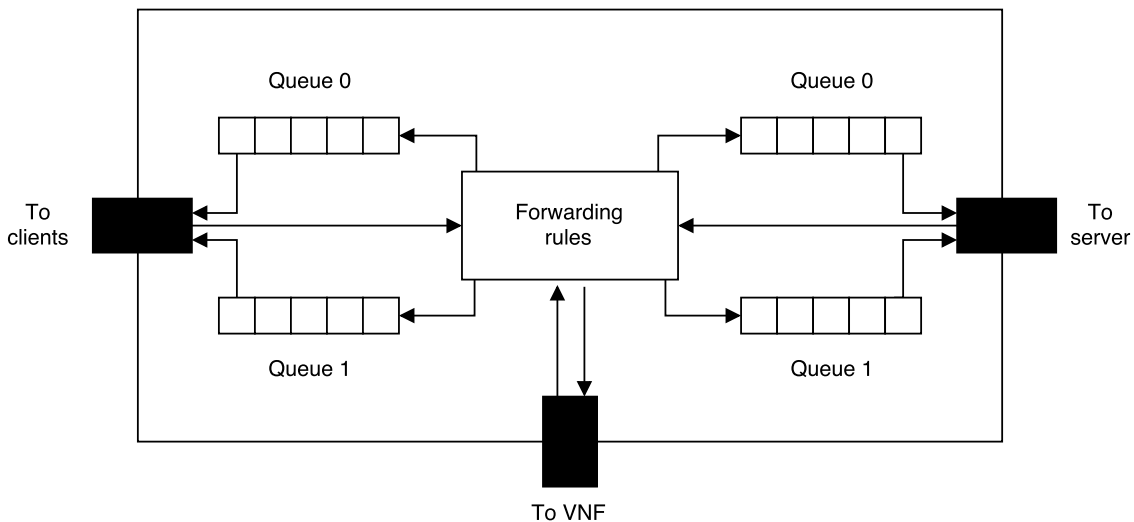 Queue 0
Queue 0
To
clients
Forwarding
rules
To
server
Queue 1
Queue 1
To VNF